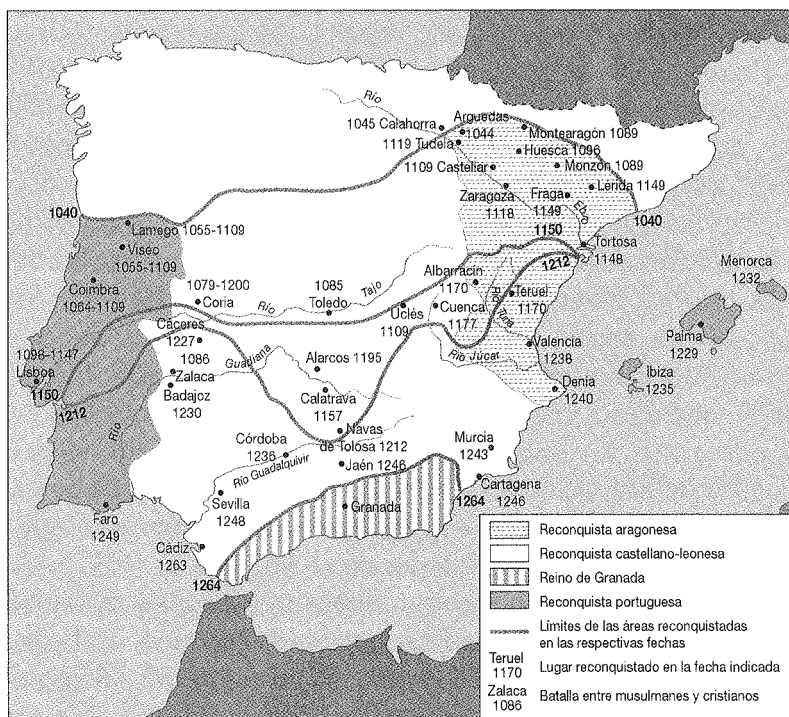 Río
Arguedas
1044
1045 Calahorra
Montearagón 1089
1119 Tudela
Huesca 1096
1109 Castellar
Monzón 1089
Zaragoza
1118
Fraga
1149
Lérida 1149
Ebro
1040
1040
Lamego 1055-1109
Viseo
1055-1109
Coimbra
1064-1109
1150
1212
Tortosa
1148
Menorca
1232
1079-1200
Coria
Río
Tajo
1085
Toledo
Albarracín
1170
Teruel
1170
Uclés
1109
Cuenca
1177
Río Turia
Río Júcar
Valencia
1238
Palma
1229
Ibiza
1235
Denia
1240
Cáceres
1227
1086
Zalaca
Badajoz
1230
Guadiana
Río
Alarcos 1195
Calatrava
1157
1098-1147
Lisboa
1150
1212
Navas
de Tolosa 1212
Córdoba
1236
Río Guadalquivir
Jaén 1246
Murcia
1243
Cartagena
1246
1264
Sevilla
1248
Granada
Faro
1249
Cádiz
1263
1264
Reconquista aragonesa
Reconquista castellano-leonesa
Reino de Granada
Reconquista portuguesa
Límites de las áreas reconquistadas
en las respectivas fechas
Teruel
1170
Lugar reconquistado en la fecha indicada
Zalaca
1086
Batalla entre musulmanes y cristianos